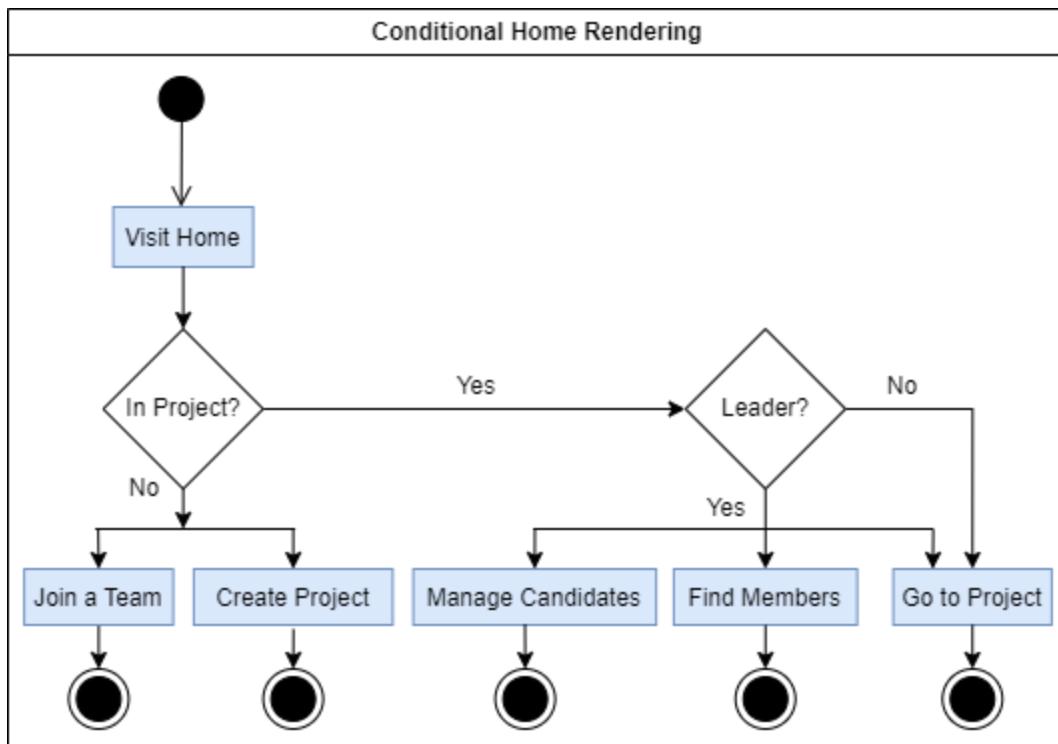 Conditional Home Rendering
Visit Home
In Project?
Yes
Leader?
No
No
Yes
Join a Team
Create Project
Manage Candidates
Find Members
Go to Project